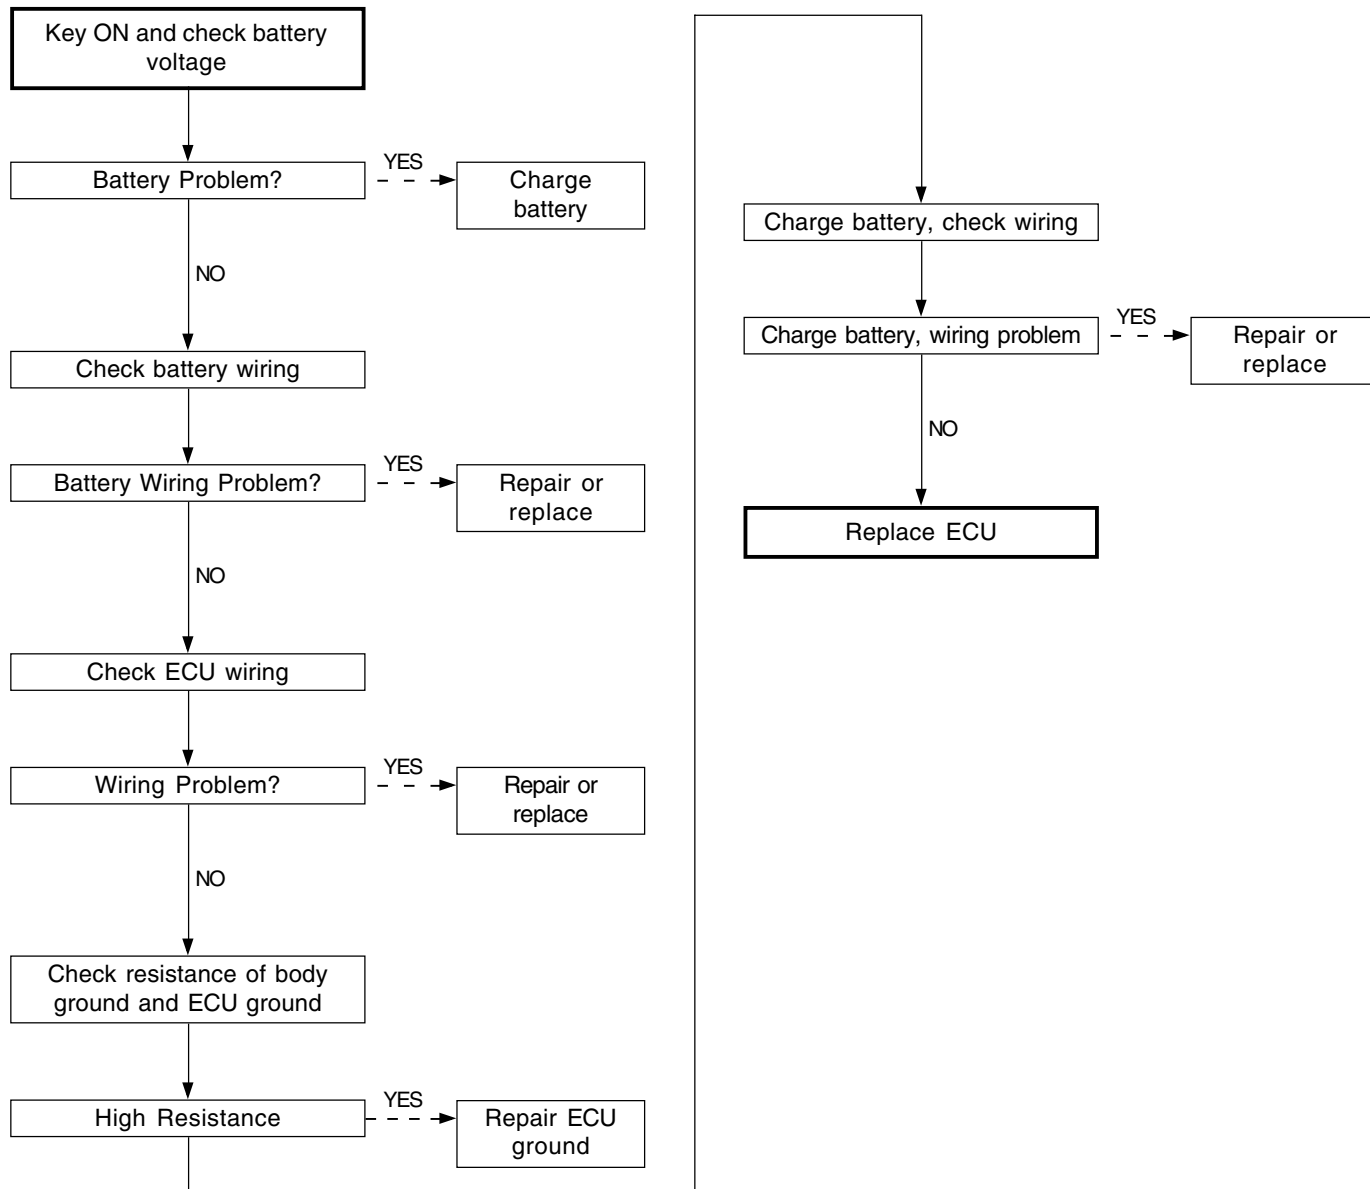 Key ON and check battery
voltage
Battery Problem?
YES
Charge
battery
NO
Check battery wiring
Battery Wiring Problem?
YES
Repair or
replace
NO
Check ECU wiring
Wiring Problem?
YES
Repair or
replace
NO
Check resistance of body
ground and ECU ground
High Resistance
YES
Repair ECU
ground
Charge battery, check wiring
Charge battery, wiring problem
YES
Repair or
replace
NO
Replace ECU